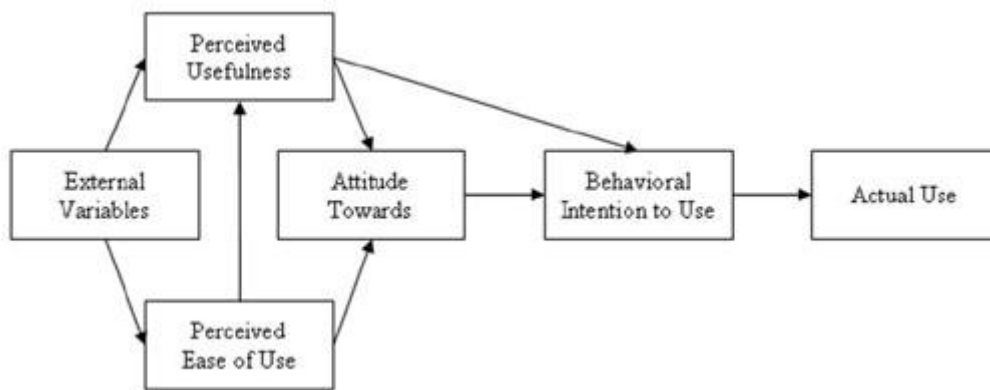 Perceived
Usefulness
External
Variables
Attitude
Towards
Behavioral
Intention to Use
Actual Use
Perceived
Ease of Use